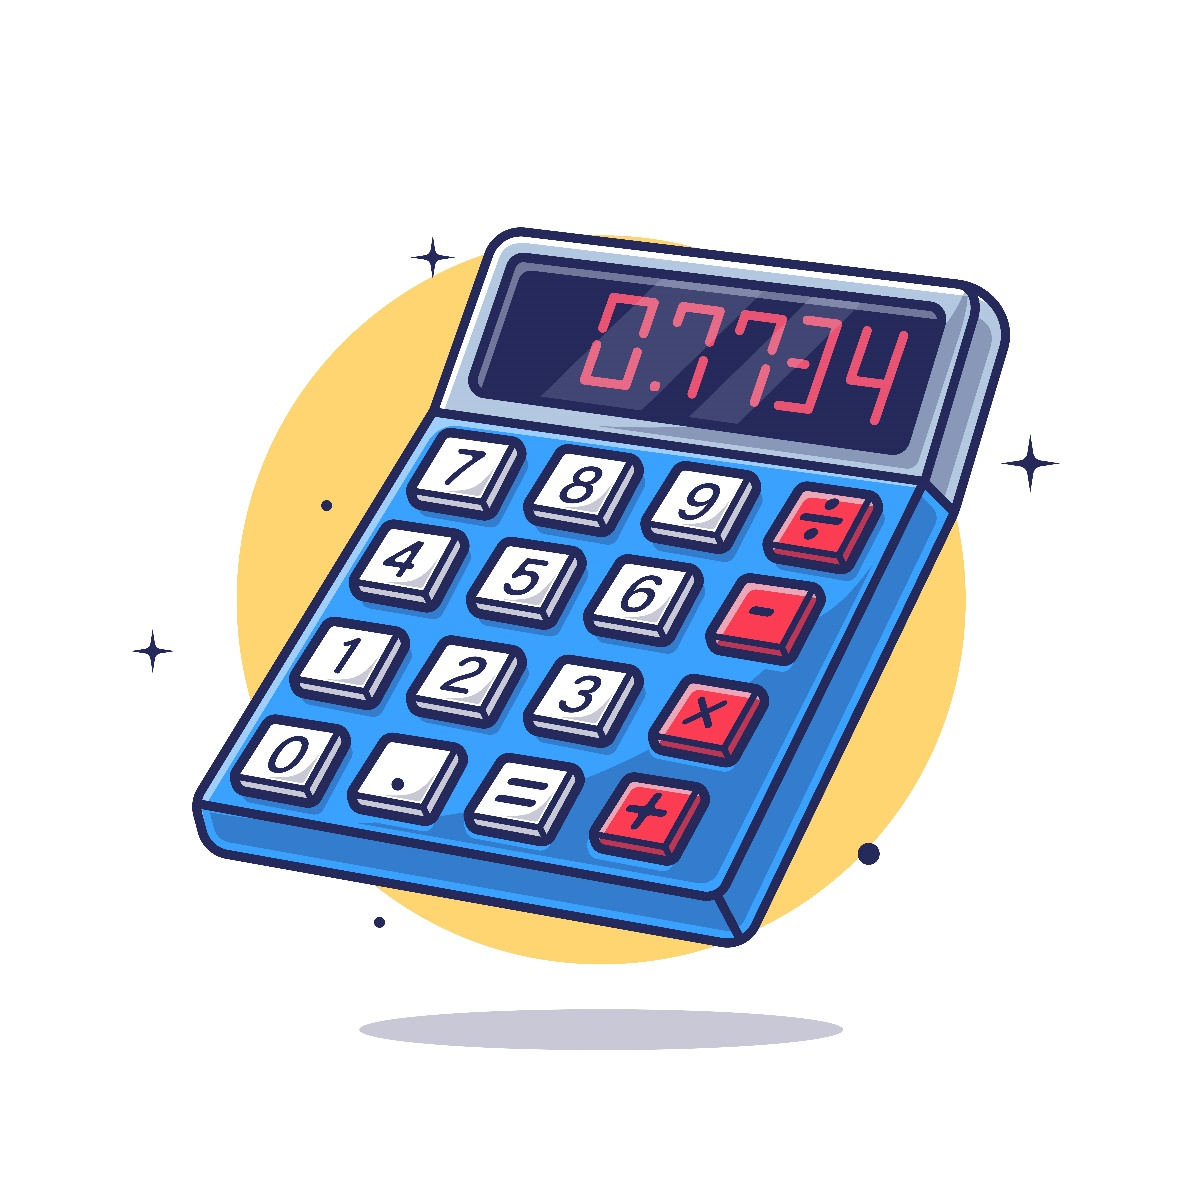 0.7734
7 8 9 ÷
4 5 6 -
1 2 3 ×
0 . = +